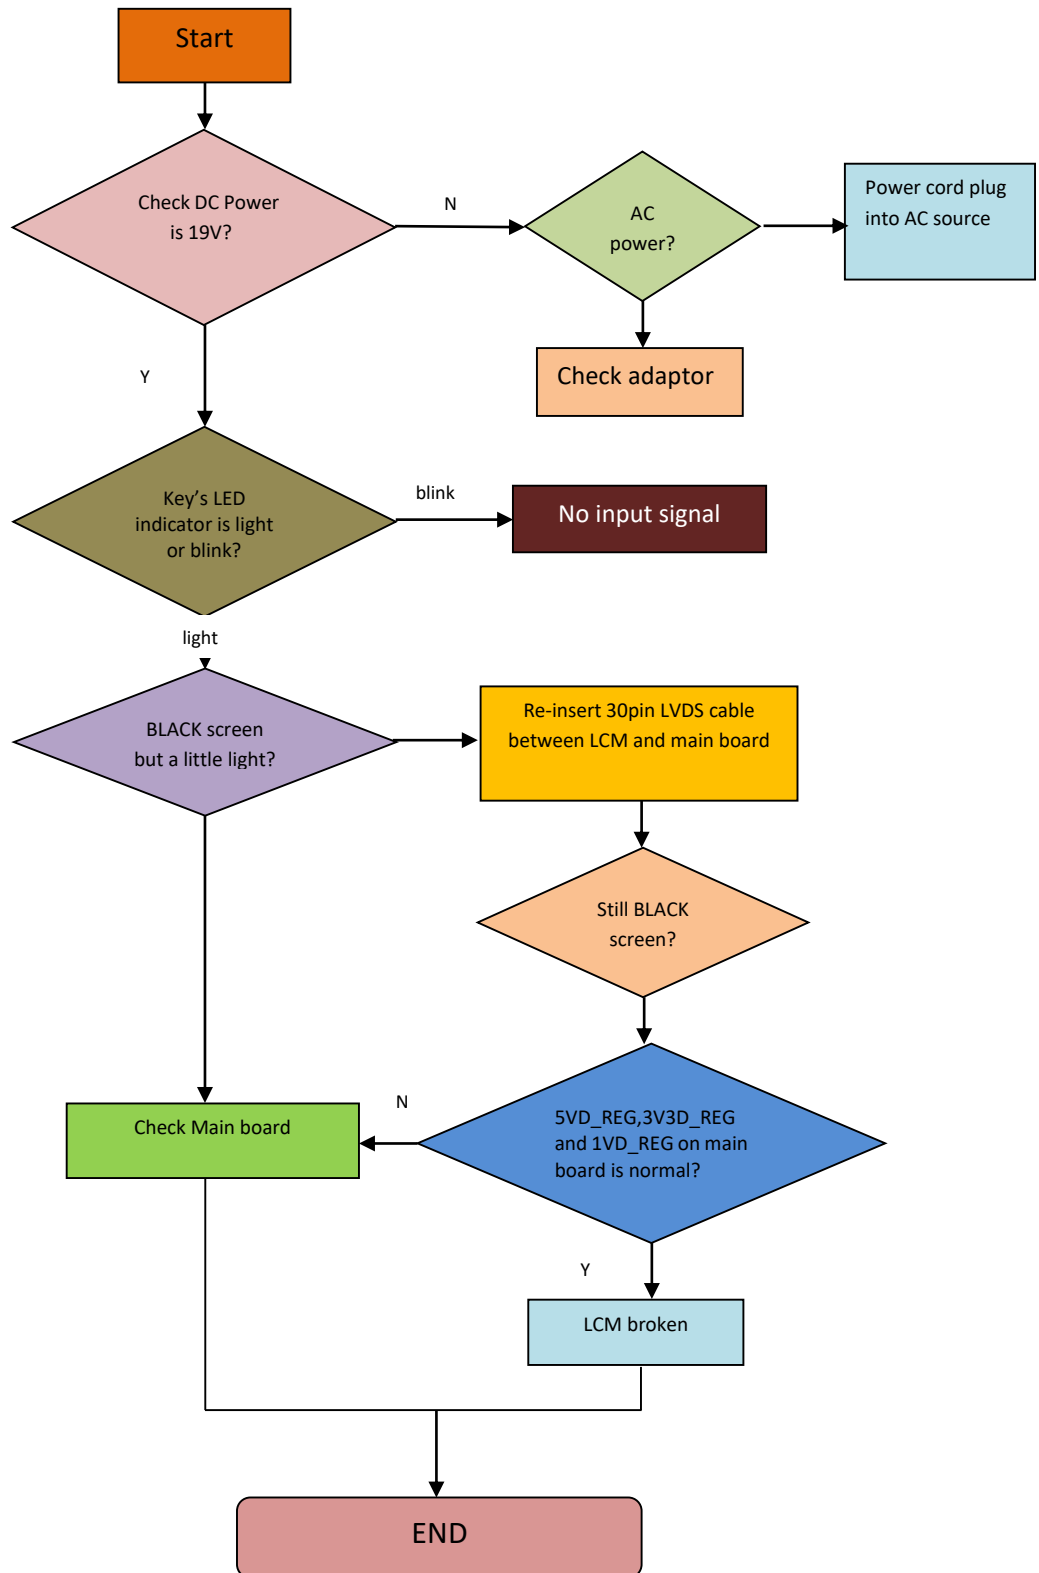 Start
Check DC Power
is 19V?
N
AC
power?
Power cord plug
into AC source
Y
Check adaptor
Key’s LED
indicator is light
or blink?
blink
No input signal
light
BLACK screen
but a little light?
Re-insert 30pin LVDS cable
between LCM and main board
Still BLACK
screen?
5VD_REG,3V3D_REG
and 1VD_REG on main
board is normal?
N
Check Main board
Y
LCM broken
END